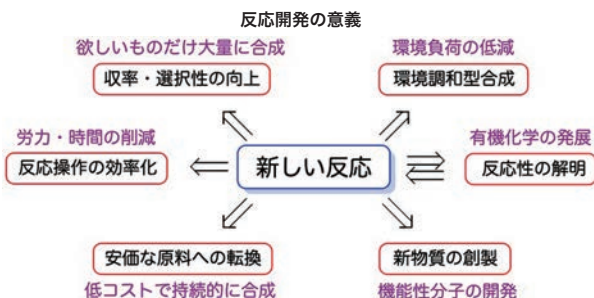 反応開発の意義
欲しいものだけ大量に合成
収率・選択性の向上
環境負荷の低減
環境調和型合成
労力・時間の削減
反応操作の効率化
新しい反応
有機化学の発展
反応性の解明
安価な原料への転換
低コストで持続的に合成
新物質の創製
機能性分子の開発